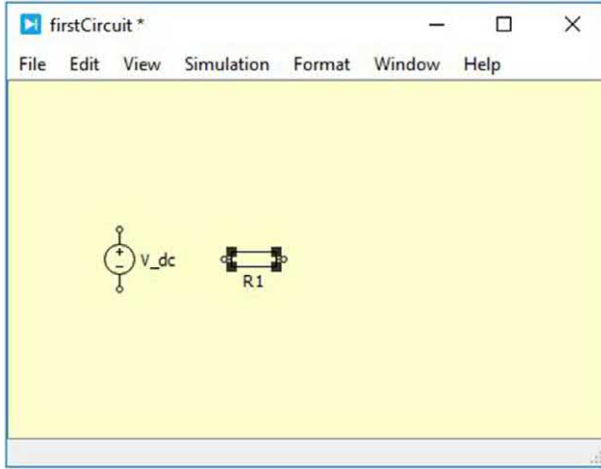 firstCircuit *
File Edit View Simulation Format Window Help
V_dc
R1